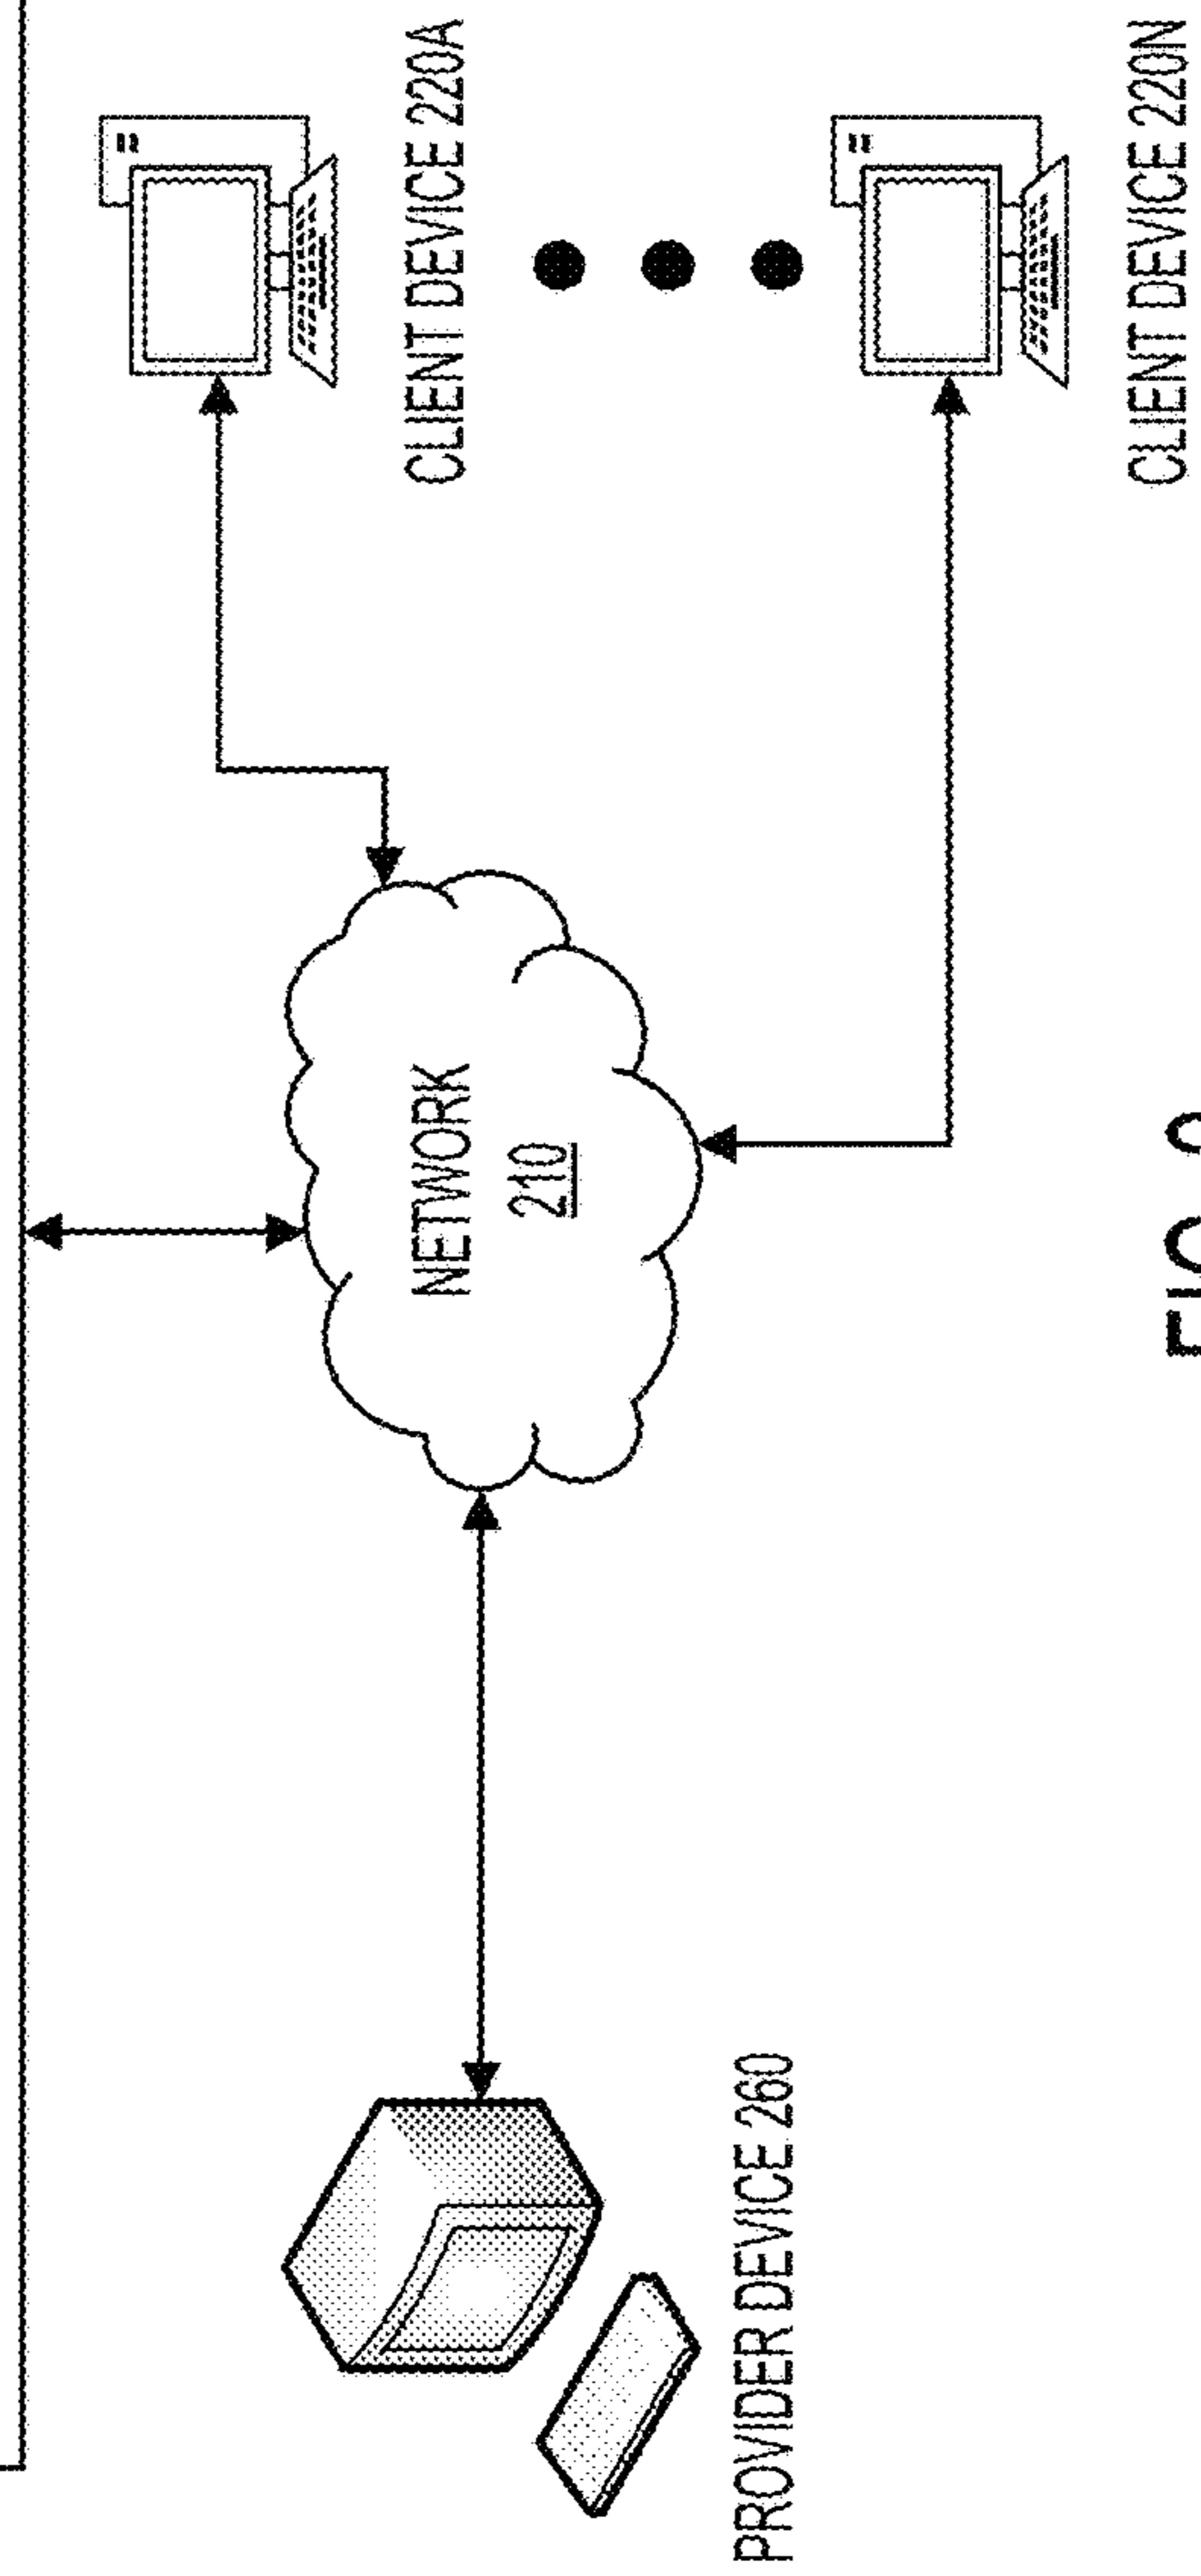 NETWORK
210
CLIENT DEVICE 220A
PROVIDER DEVICE 260
CLIENT DEVICE 220N